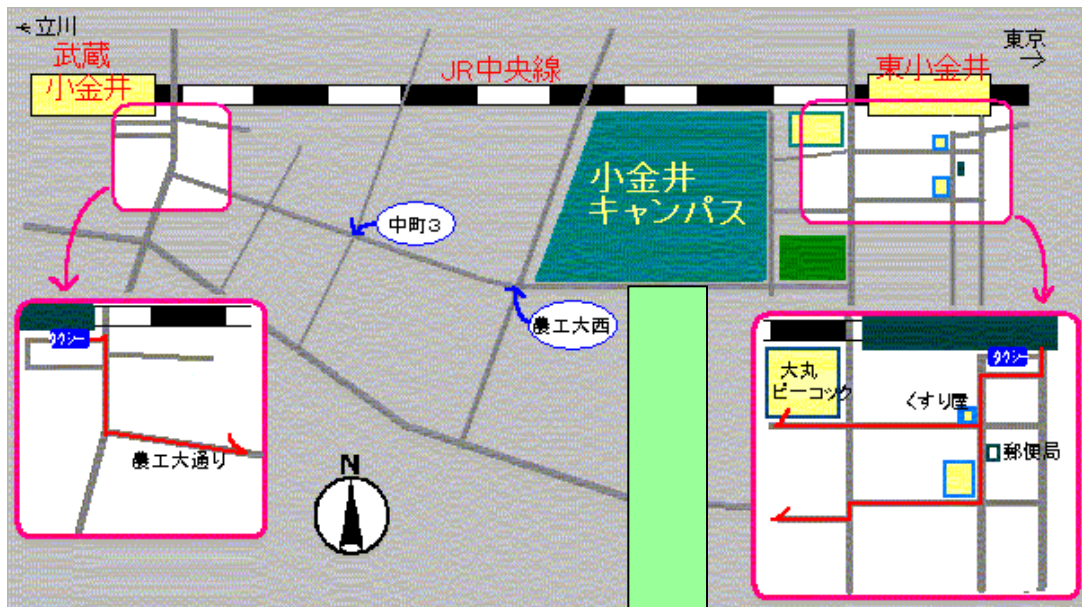 ←立川
東京→
武蔵
小金井
JR中央線
東小金井
小金井
キャンパス
中町3
農工大西
タクシー
農工大通り
N
タクシー
大丸
ピーコック
くすり屋
郵便局